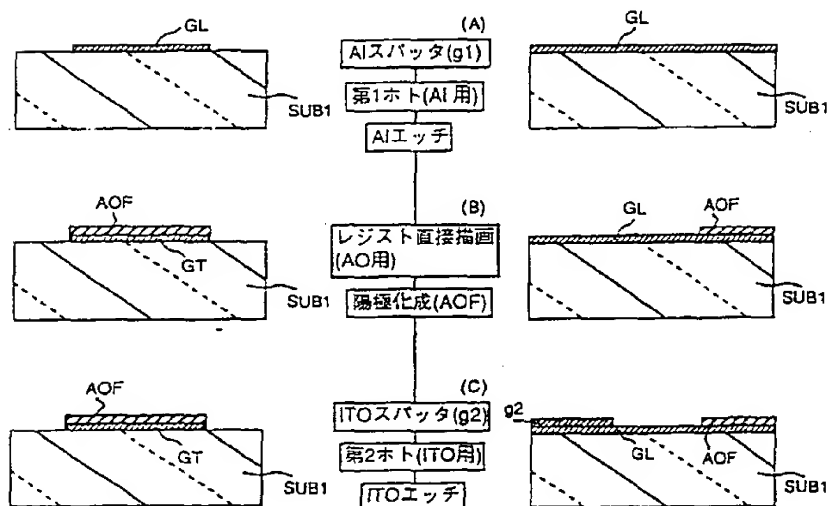 GL
SUB1
(A)
Alスパッタ(g1)
第1ホト(Al用)
Alエッチ
GL
SUB1
AOF
GT
SUB1
(B)
レジスト直接描画
(AO用)
陽極化成(AOF)
GL
AOF
SUB1
AOF
GT
SUB1
(C)
ITOスパッタ(g2)
第2ホト(ITO用)
ITOエッチ
g2
GL
AOF
SUB1